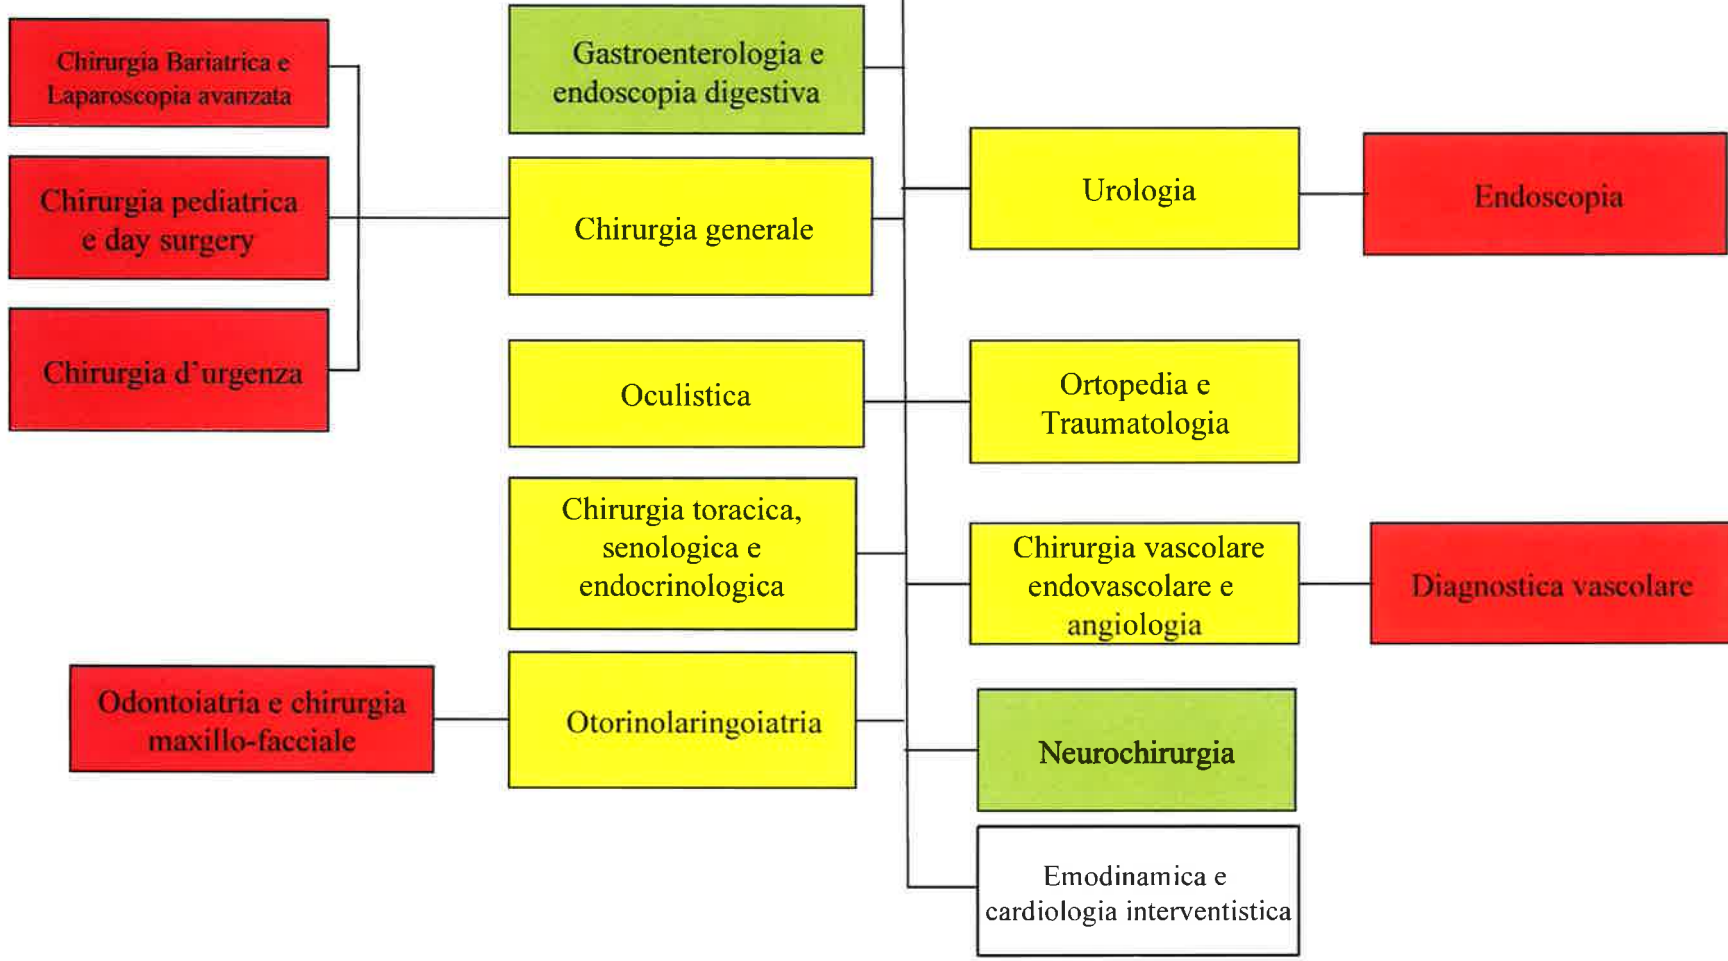 Chirurgia Bariatrica e
Laparoscopia avanzata
Gastroenterologia e
endoscopia digestiva
Chirurgia pediatrica
e day surgery
Chirurgia generale
Urologia
Endoscopia
Chirurgia d’urgenza
Oculistica
Ortopedia e
Traumatologia
Chirurgia toracica,
senologica e
endocrinologica
Chirurgia vascolare
endovascolare e
angiologia
Diagnostica vascolare
Odontoiatria e chirurgia
maxillo-facciale
Otorinolaringoiatria
Neurochirurgia
Emodinamica e
cardiologia interventistica